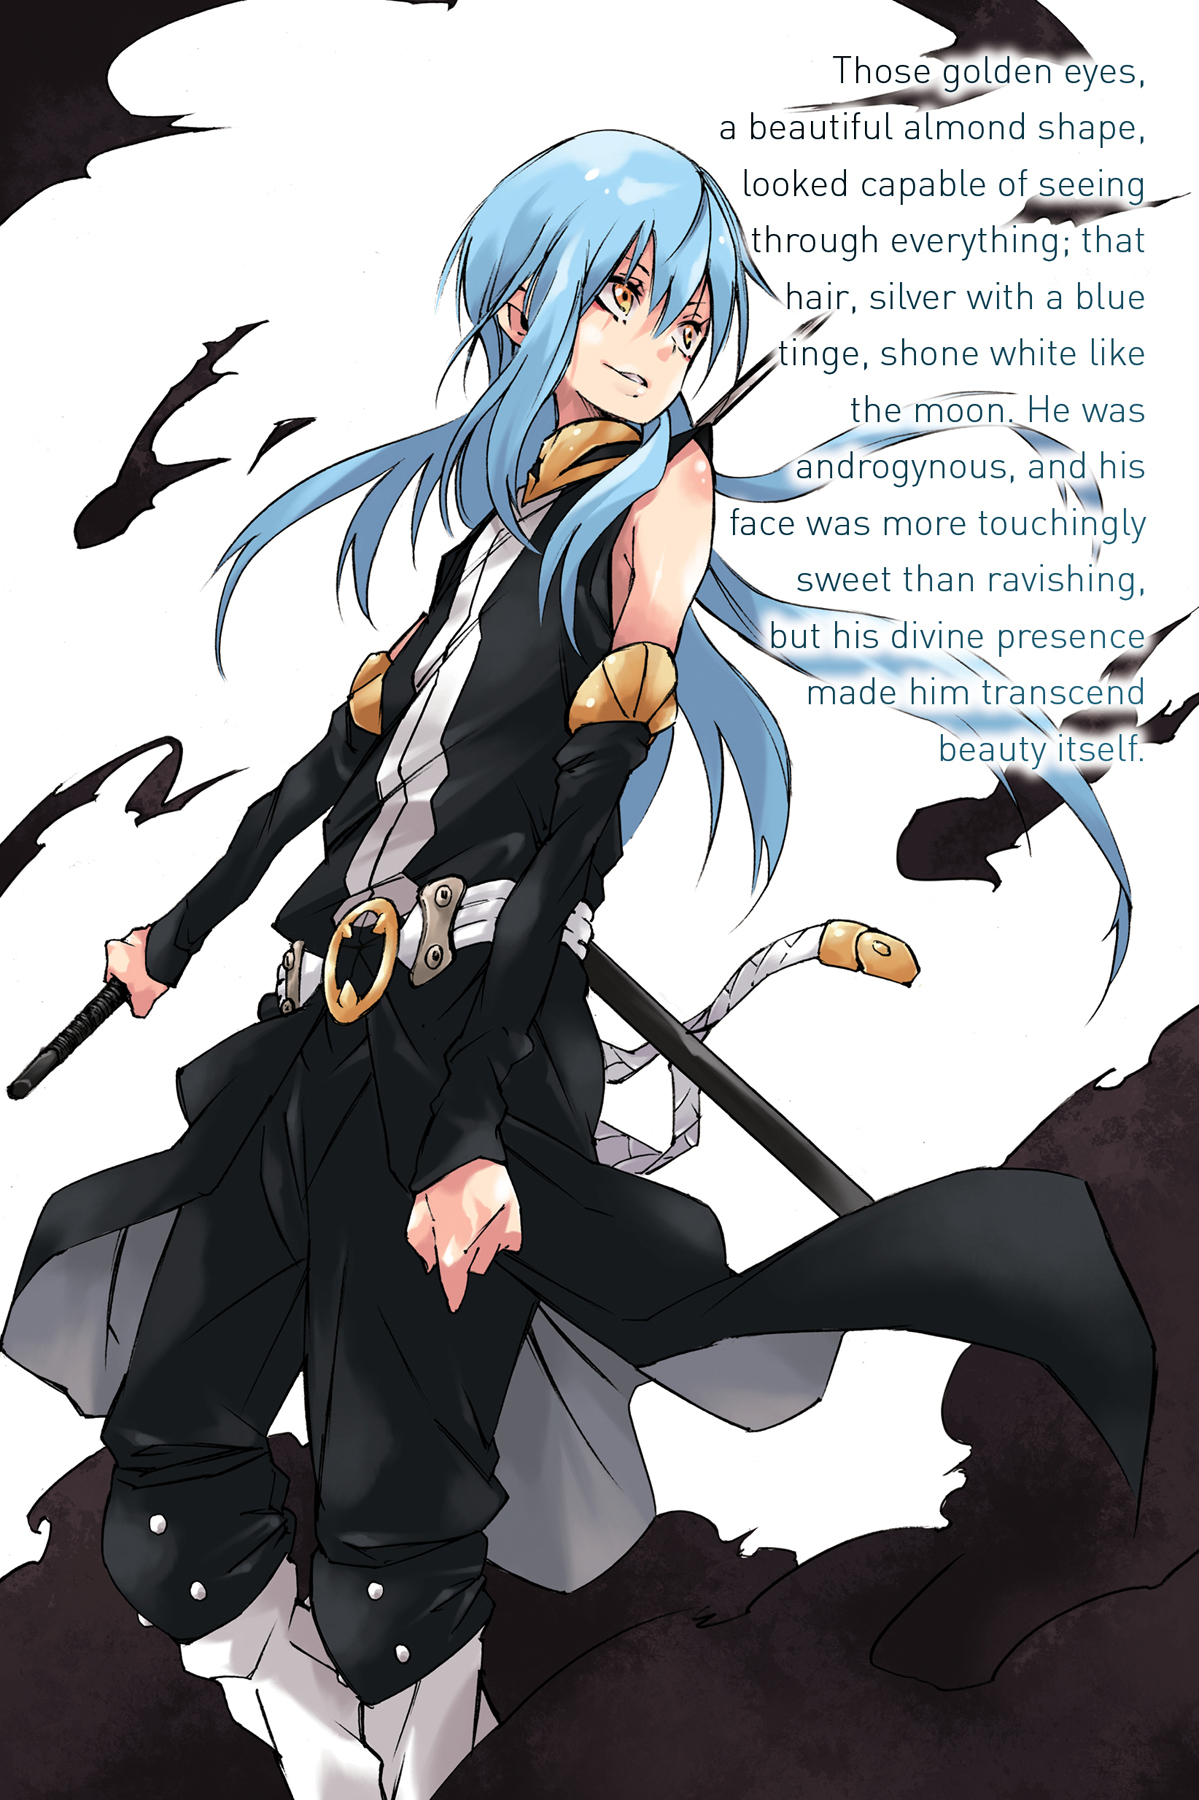 Those golden eyes,
a beautiful almond shape,
looked capable of seeing
through everything; that
hair, silver with a blue
tinge, shone white like
the moon. He was
androgynous, and his
face was more touchingly
sweet than ravishing,
but his divine presence
made him transcend
beauty itself.